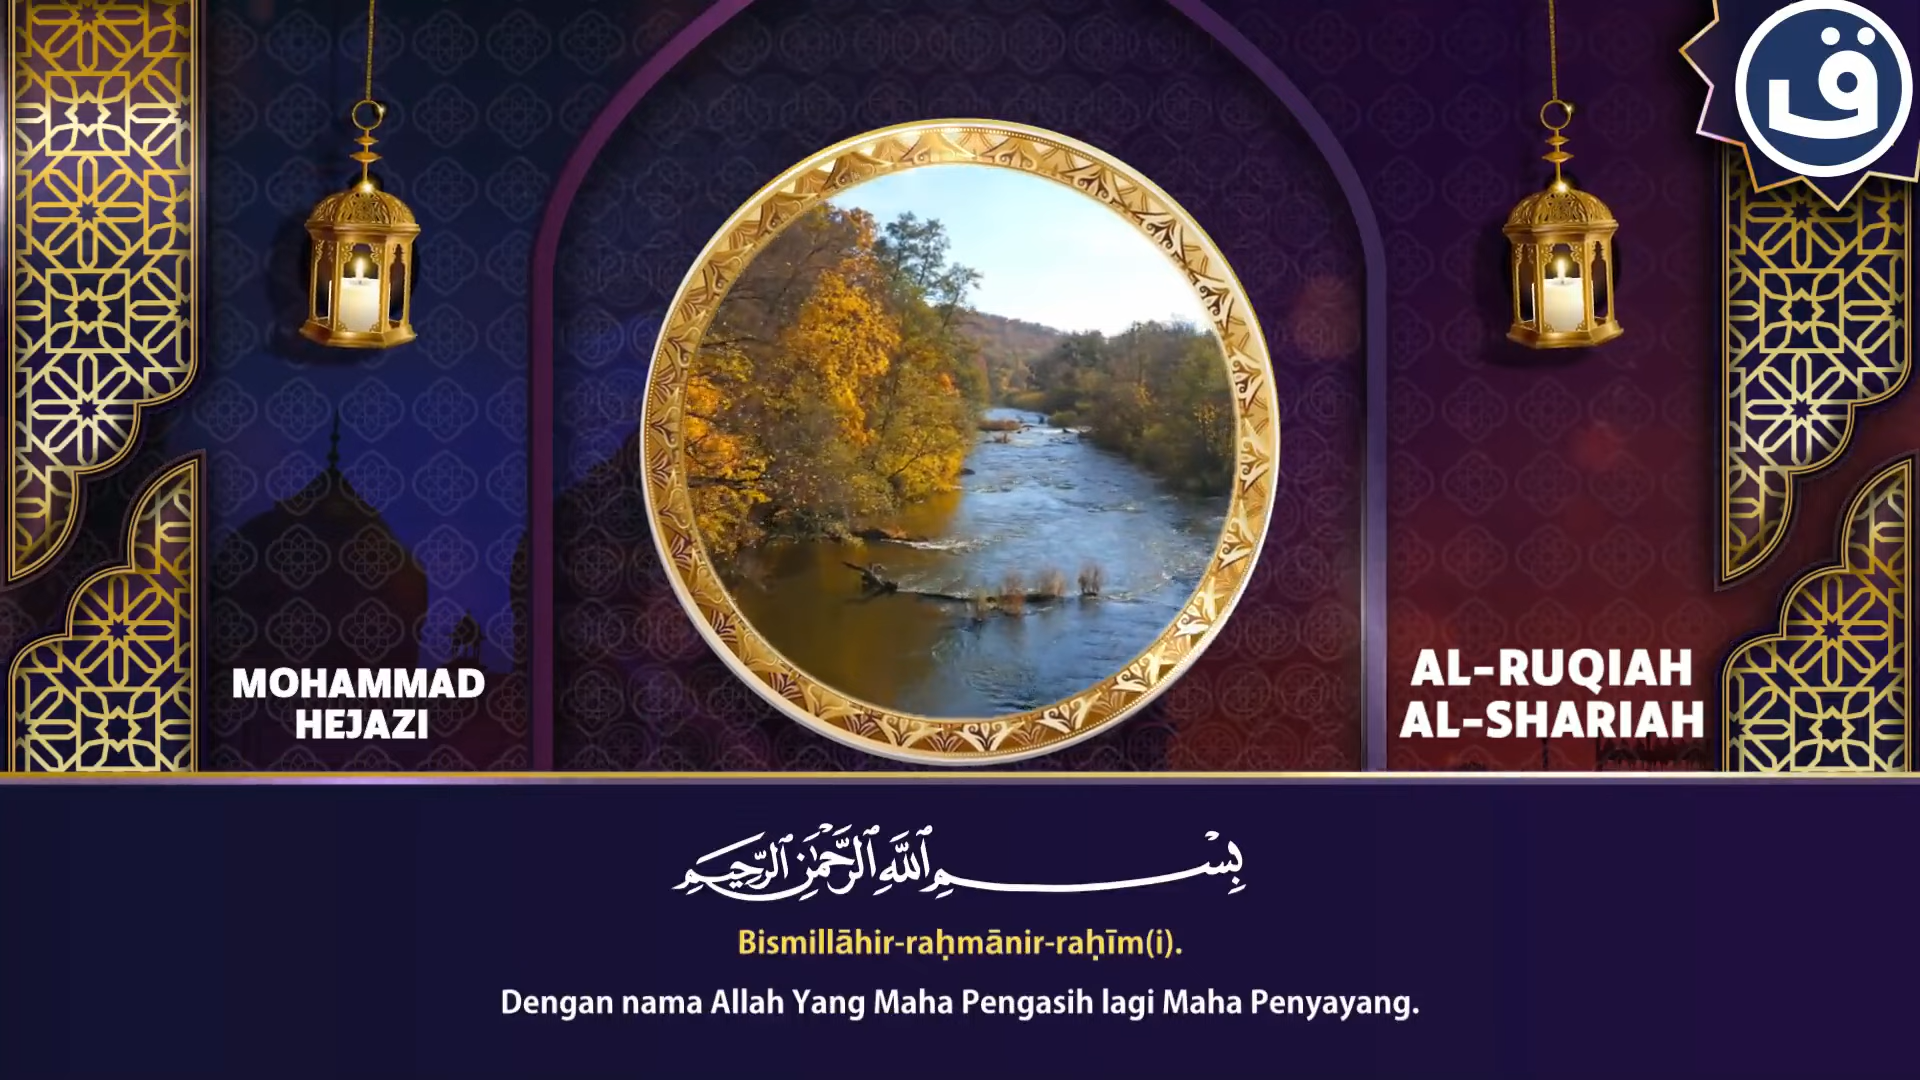 ق
MOHAMMAD
HEJAZI
AL-RUQIAH
AL-SHARIAH
بِسْمِ ٱللَّهِ ٱلرَّحْمَٰنِ ٱلرَّحِيمِ
Bismillāhir-raḥmānir-raḥīm(i).
Dengan nama Allah Yang Maha Pengasih lagi Maha Penyayang.